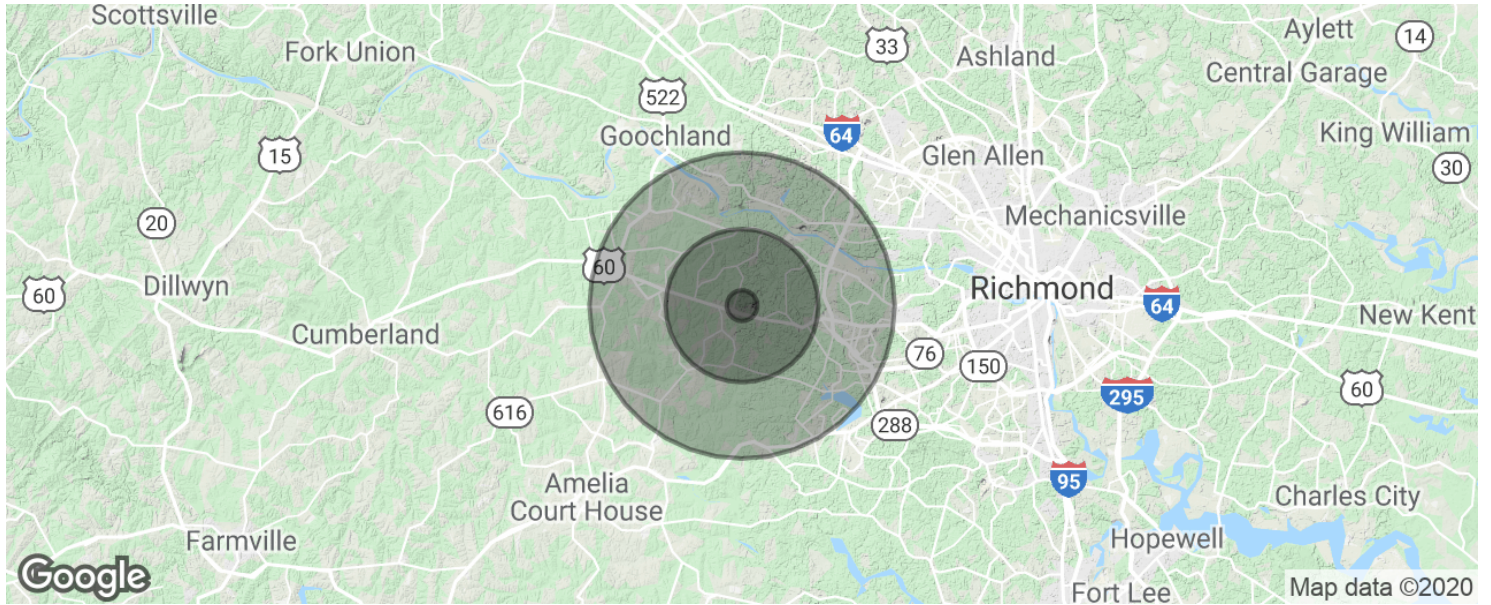 Scottsville
Fork Union
33
Ashland
Aylett
14
Central Garage
522
Goochland
64
King William
15
Glen Allen
30
20
Mechanicsville
60
60
Dillwyn
Richmond
64
New Kent
Cumberland
76
150
60
295
616
288
Amelia
Court House
95
Charles City
Farmville
Hopewell
Google
Map data ©2020
Fort Lee